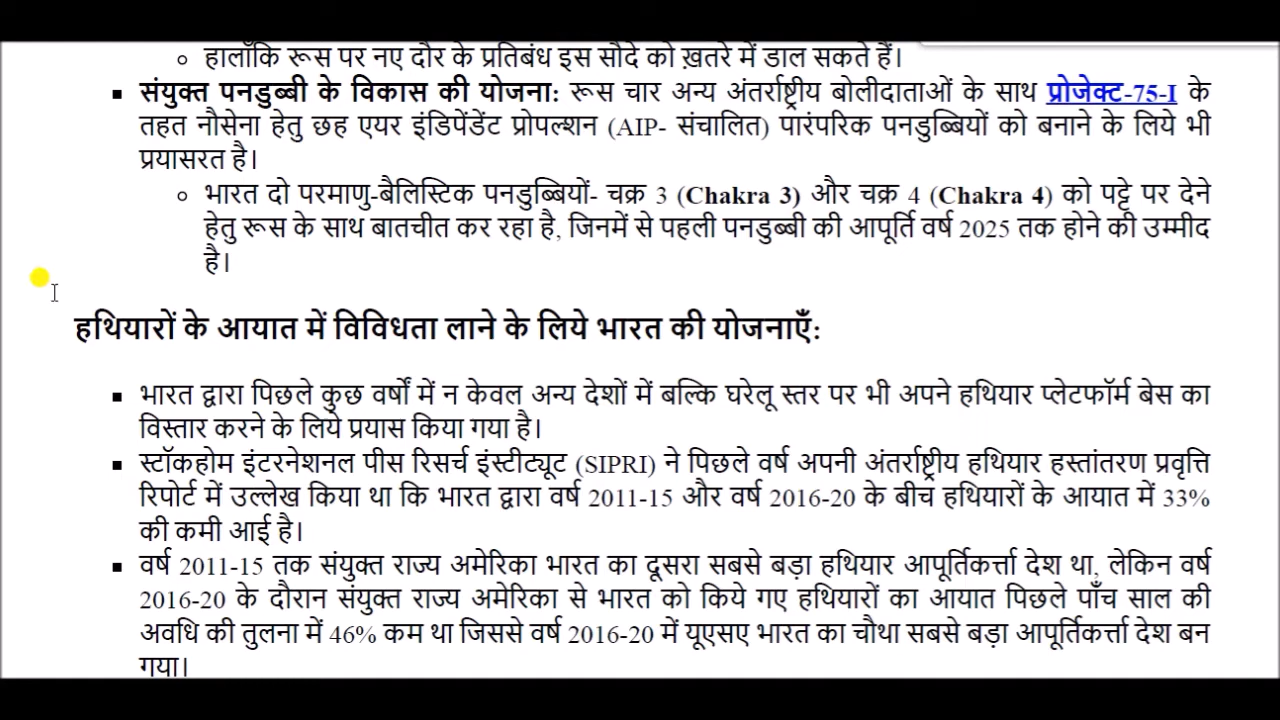 हालाँकि रूस पर नए दौर के प्रतिबंध इस सौदे को ख़तरे में डाल सकते हैं।
संयुक्त पनडुब्बी के विकास की योजना: रूस चार अन्य अंतर्राष्ट्रीय बोलीदाताओं के साथ प्रोजेक्ट-75-I के
तहत नौसेना हेतु छह एयर इंडिपेंडेंट प्रोपल्शन (AIP- संचालित) पारंपरिक पनडुब्बियों को बनाने के लिये भी
प्रयासरत है।
भारत दो परमाणु-बैलिस्टिक पनडुब्बियों- चक्र 3 (Chakra 3) और चक्र 4 (Chakra 4) को पट्टे पर देने
हेतु रूस के साथ बातचीत कर रहा है, जिनमें से पहली पनडुब्बी की आपूर्ति वर्ष 2025 तक होने की उम्मीद
है।
हथियारों के आयात में विविधता लाने के लिये भारत की योजनाएँ:
भारत द्वारा पिछले कुछ वर्षों में न केवल अन्य देशों में बल्कि घरेलू स्तर पर भी अपने हथियार प्लेटफॉर्म बेस का
विस्तार करने के लिये प्रयास किया गया है।
स्टॉकहोम इंटरनेशनल पीस रिसर्च इंस्टीट्यूट (SIPRI) ने पिछले वर्ष अपनी अंतर्राष्ट्रीय हथियार हस्तांतरण प्रवृत्ति
रिपोर्ट में उल्लेख किया था कि भारत द्वारा वर्ष 2011-15 और वर्ष 2016-20 के बीच हथियारों के आयात में 33%
की कमी आई है।
वर्ष 2011-15 तक संयुक्त राज्य अमेरिका भारत का दूसरा सबसे बड़ा हथियार आपूर्तिकर्त्ता देश था, लेकिन वर्ष
2016-20 के दौरान संयुक्त राज्य अमेरिका से भारत को किये गए हथियारों का आयात पिछले पाँच साल की
अवधि की तुलना में 46% कम था जिससे वर्ष 2016-20 में यूएसए भारत का चौथा सबसे बड़ा आपूर्तिकर्त्ता देश बन
गया।